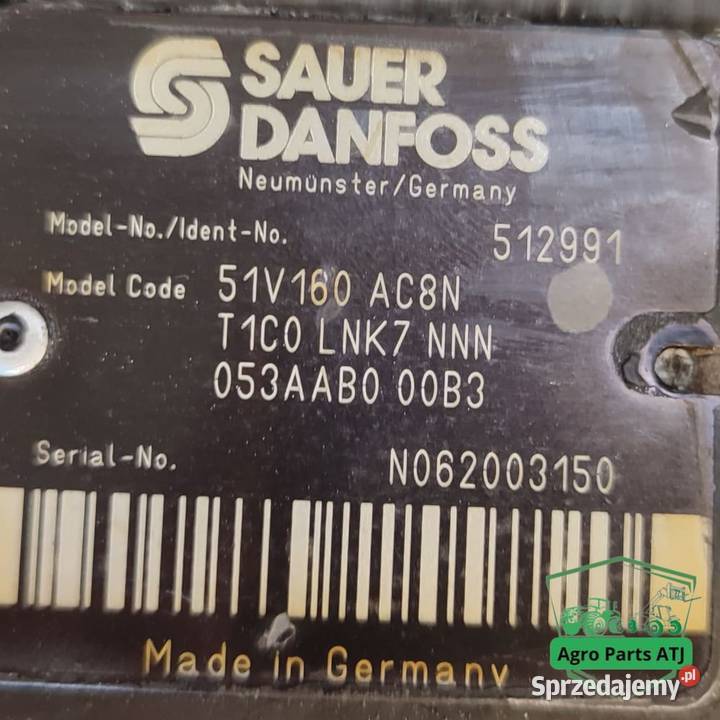 SAUER
DANFOSS
Neumünster/Germany
Model-No./Ident-No. 512991
Model Code 51V160 AC8N
T1C0 LNK7 NNN
053AAB0 00B3
Serial-No. N062003150
Made in Germany
Agro Parts ATJ
Sprzedajemy.pl